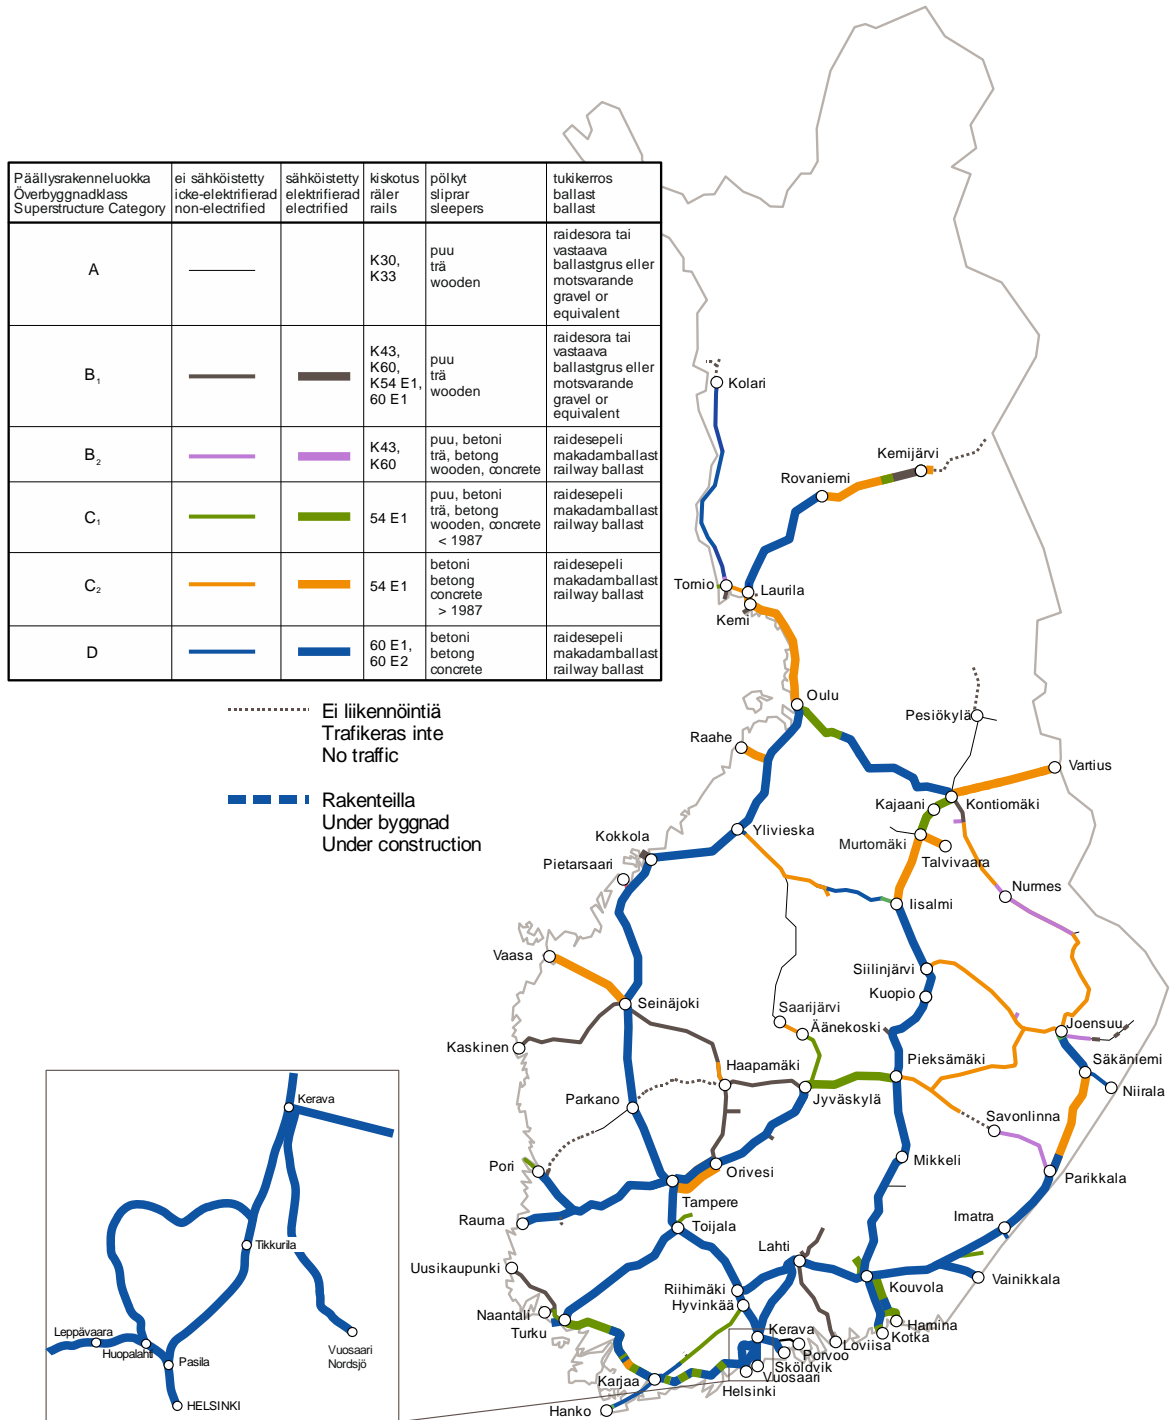 Päällysrakenneluokka
Överbyggnadklass
Superstructure Category
ei sähköistetty
icke-elektrifierad
non-electrified
sähköistetty
elektrifierad
electrified
kiskotus
räler
rails
pölkyt
sliprar
sleepers
tukikerros
ballast
ballast
A
K30,
K33
puu
trä
wooden
raidesora tai
vastaava
ballastgrus eller
motsvarande
gravel or
equivalent
B1
K43,
K60,
K54 E1,
60 E1
puu
trä
wooden
raidesora tai
vastaava
ballastgrus eller
motsvarande
gravel or
equivalent
B2
K43,
K60
puu, betoni
trä, betong
wooden, concrete
raidesepeli
makadamballast
railway ballast
C1
54 E1
puu, betoni
trä, betong
wooden, concrete
< 1987
raidesepeli
makadamballast
railway ballast
C2
54 E1
betoni
betong
concrete
> 1987
raidesepeli
makadamballast
railway ballast
D
60 E1,
60 E2
betoni
betong
concrete
raidesepeli
makadamballast
railway ballast
Ei liikennöintiä
Trafikeras inte
No traffic
Rakenteilla
Under byggnad
Under construction
Kolari
Kemijärvi
Rovaniemi
Tornio
Laurila
Kemi
Oulu
Pesiökylä
Raahe
Vartius
Kajaani
Kontiomäki
Ylivieska
Kokkola
Murtomäki
Talvivaara
Pietarsaari
Nurmes
Iisalmi
Vaasa
Siilinjärvi
Kuopio
Seinäjoki
Saarijärvi
Äänekoski
Joensuu
Kaskinen
Haapamäki
Pieksämäki
Säkäniemi
Niirala
Jyväskylä
Parkano
Savonlinna
Pori
Orivesi
Mikkeli
Parikkala
Tampere
Rauma
Toijala
Imatra
Lahti
Uusikaupunki
Riihimäki
Kouvola
Vainikkala
Hyvinkää
Naantali
Turku
Hamina
Kotka
Kerava
Loviisa
Porvoo
Sköldvik
Vuosaari
Karjaa
Helsinki
Hanko
Kerava
Tikkurila
Leppävaara
Huopalahti
Pasila
Vuosaari
Nordsjö
HELSINKI